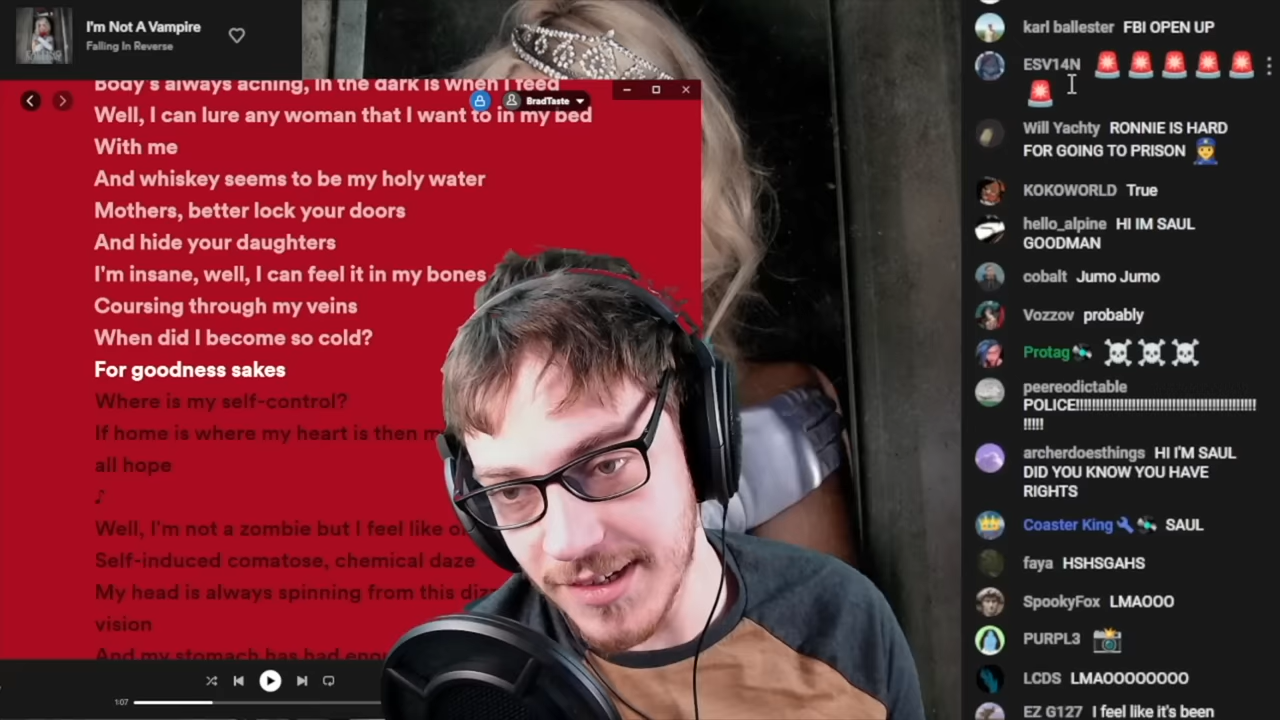 I'm Not A Vampire
Falling In Reverse
Body's always aching, in the dark is when I feed
BradTaste
Well, I can lure any woman that I want to in my bed
With me
And whiskey seems to be my holy water
Mothers, better lock your doors
And hide your daughters
I'm insane, well, I can feel it in my bones
Coursing through my veins
When did I become so cold?
For goodness sakes
Where is my self-control?
If home is where my heart is then
all hope
♪
Well, I'm not a zombie but I feel like
Self-induced comatose, chemical daze
My head is always spinning from this
vision
And my stomach has had
1:07
karl ballester FBI OPEN UP
ESV14N 🚨 🚨 🚨 🚨 🚨
🚨
Will Yachty RONNIE IS HARD
FOR GOING TO PRISON 👮
KOKOWORLD True
hello_alpine HI IM SAUL
GOODMAN
cobalt Jumo Jumo
Vozzov probably
Protag ☠ ☠ ☠
peereodictable
POLICE!!!!!!!!!!!!!!!!!!!!!!!!!!!!!!!!!!!!!!!!!!!!
!!!!!
archerdoesthings HI I'M SAUL
DID YOU KNOW YOU HAVE
RIGHTS
Coaster King🔧 SAUL
faya HSHSGAHS
SpookyFox LMAOOO
PURPL3 📸
LCDS LMAOOOOOOOO
EZ G127 I feel like it's been